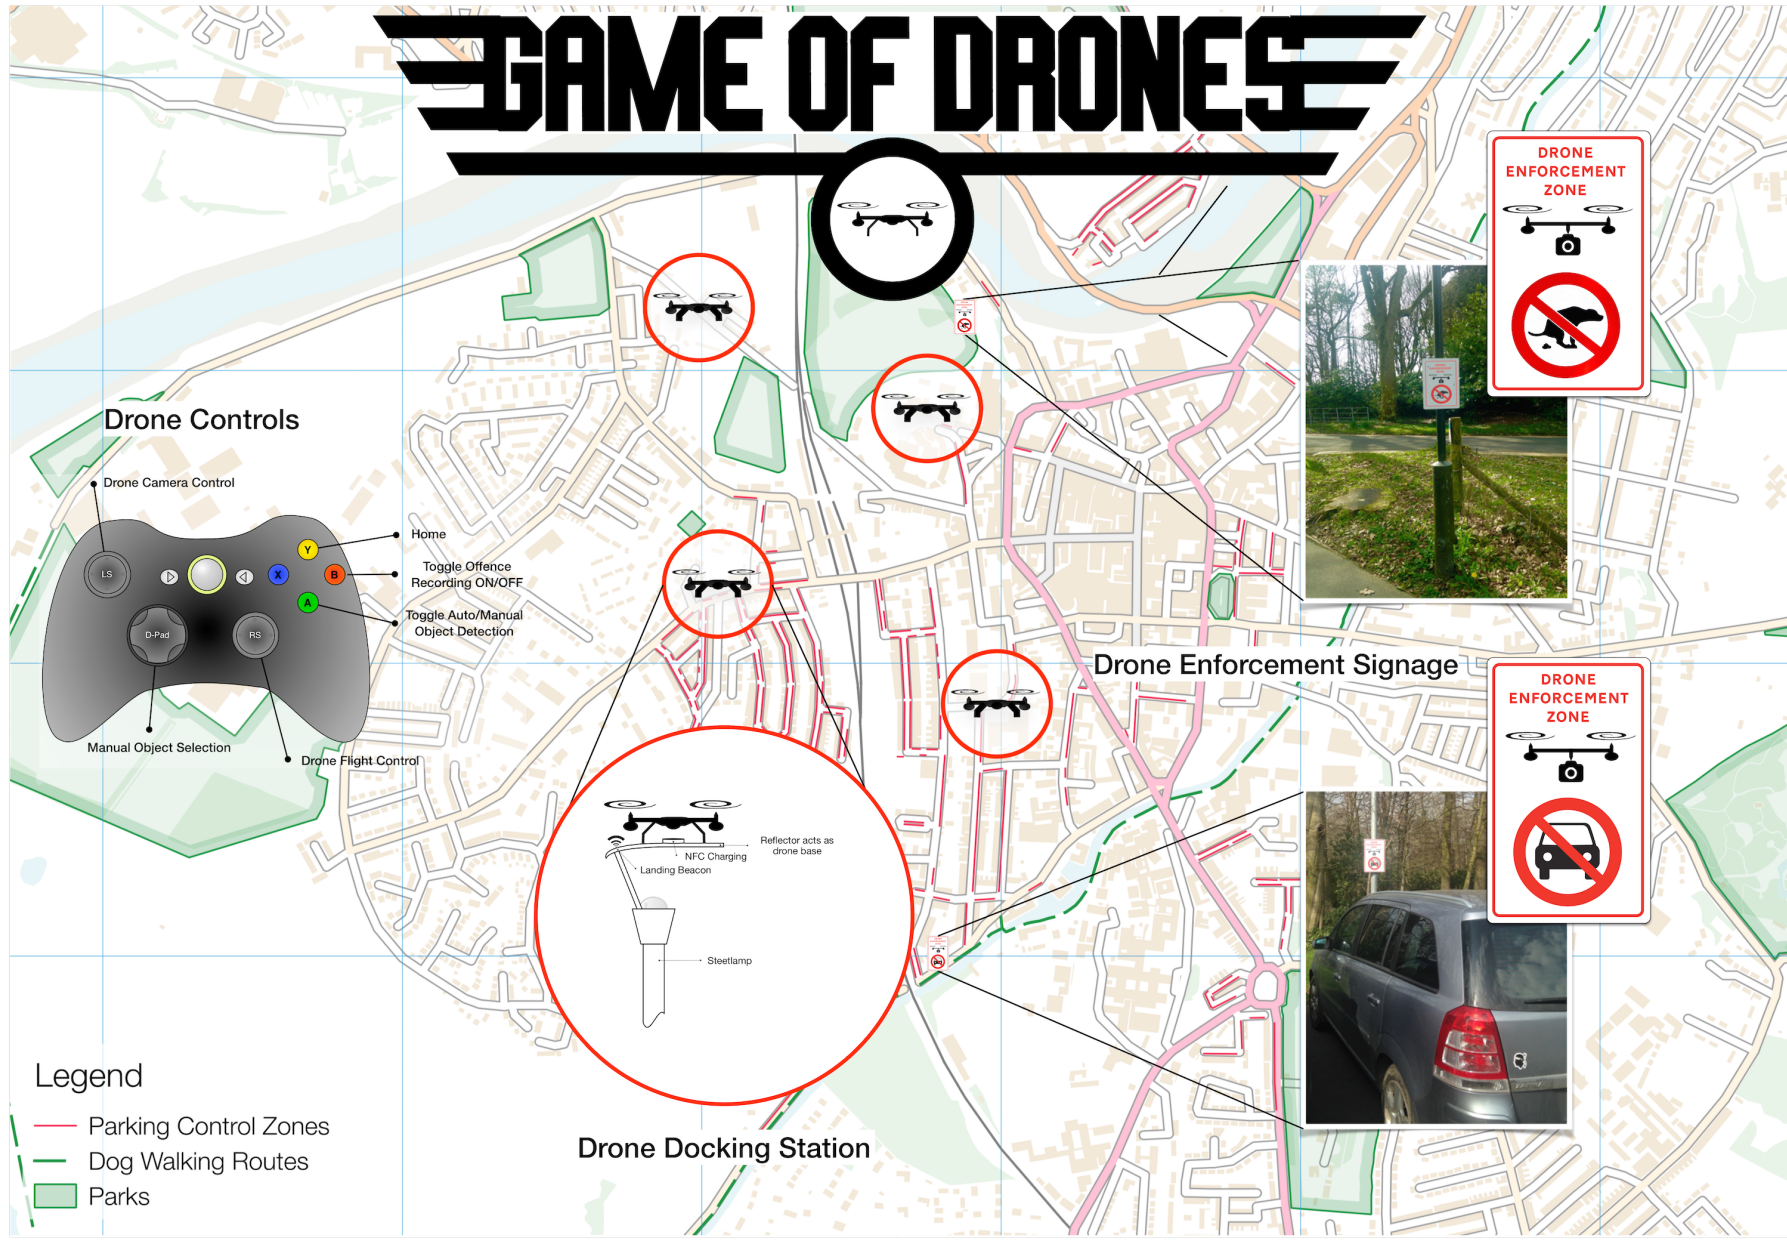 GAME OF DRONES
DRONE
ENFORCEMENT
ZONE
Drone Controls
Drone Camera Control
Home
Toggle Offence
Recording ON/OFF
Toggle Auto/Manual
Object Detection
LS
Y
X
B
A
D-Pad
RS
Manual Object Selection
Drone Flight Control
Drone Enforcement Signage
DRONE
ENFORCEMENT
ZONE
Reflector acts as
drone base
NFC Charging
Landing Beacon
Steetlamp
Drone Docking Station
Legend
Parking Control Zones
Dog Walking Routes
Parks